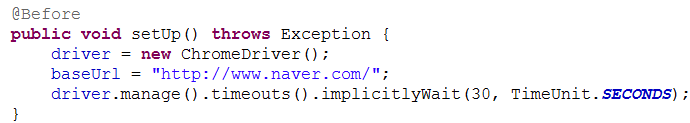 @Before
public void setUp() throws Exception {
driver = new ChromeDriver();
baseUrl = "http://www.naver.com/";
driver.manage().timeouts().implicitlyWait(30, TimeUnit.SECONDS);
}